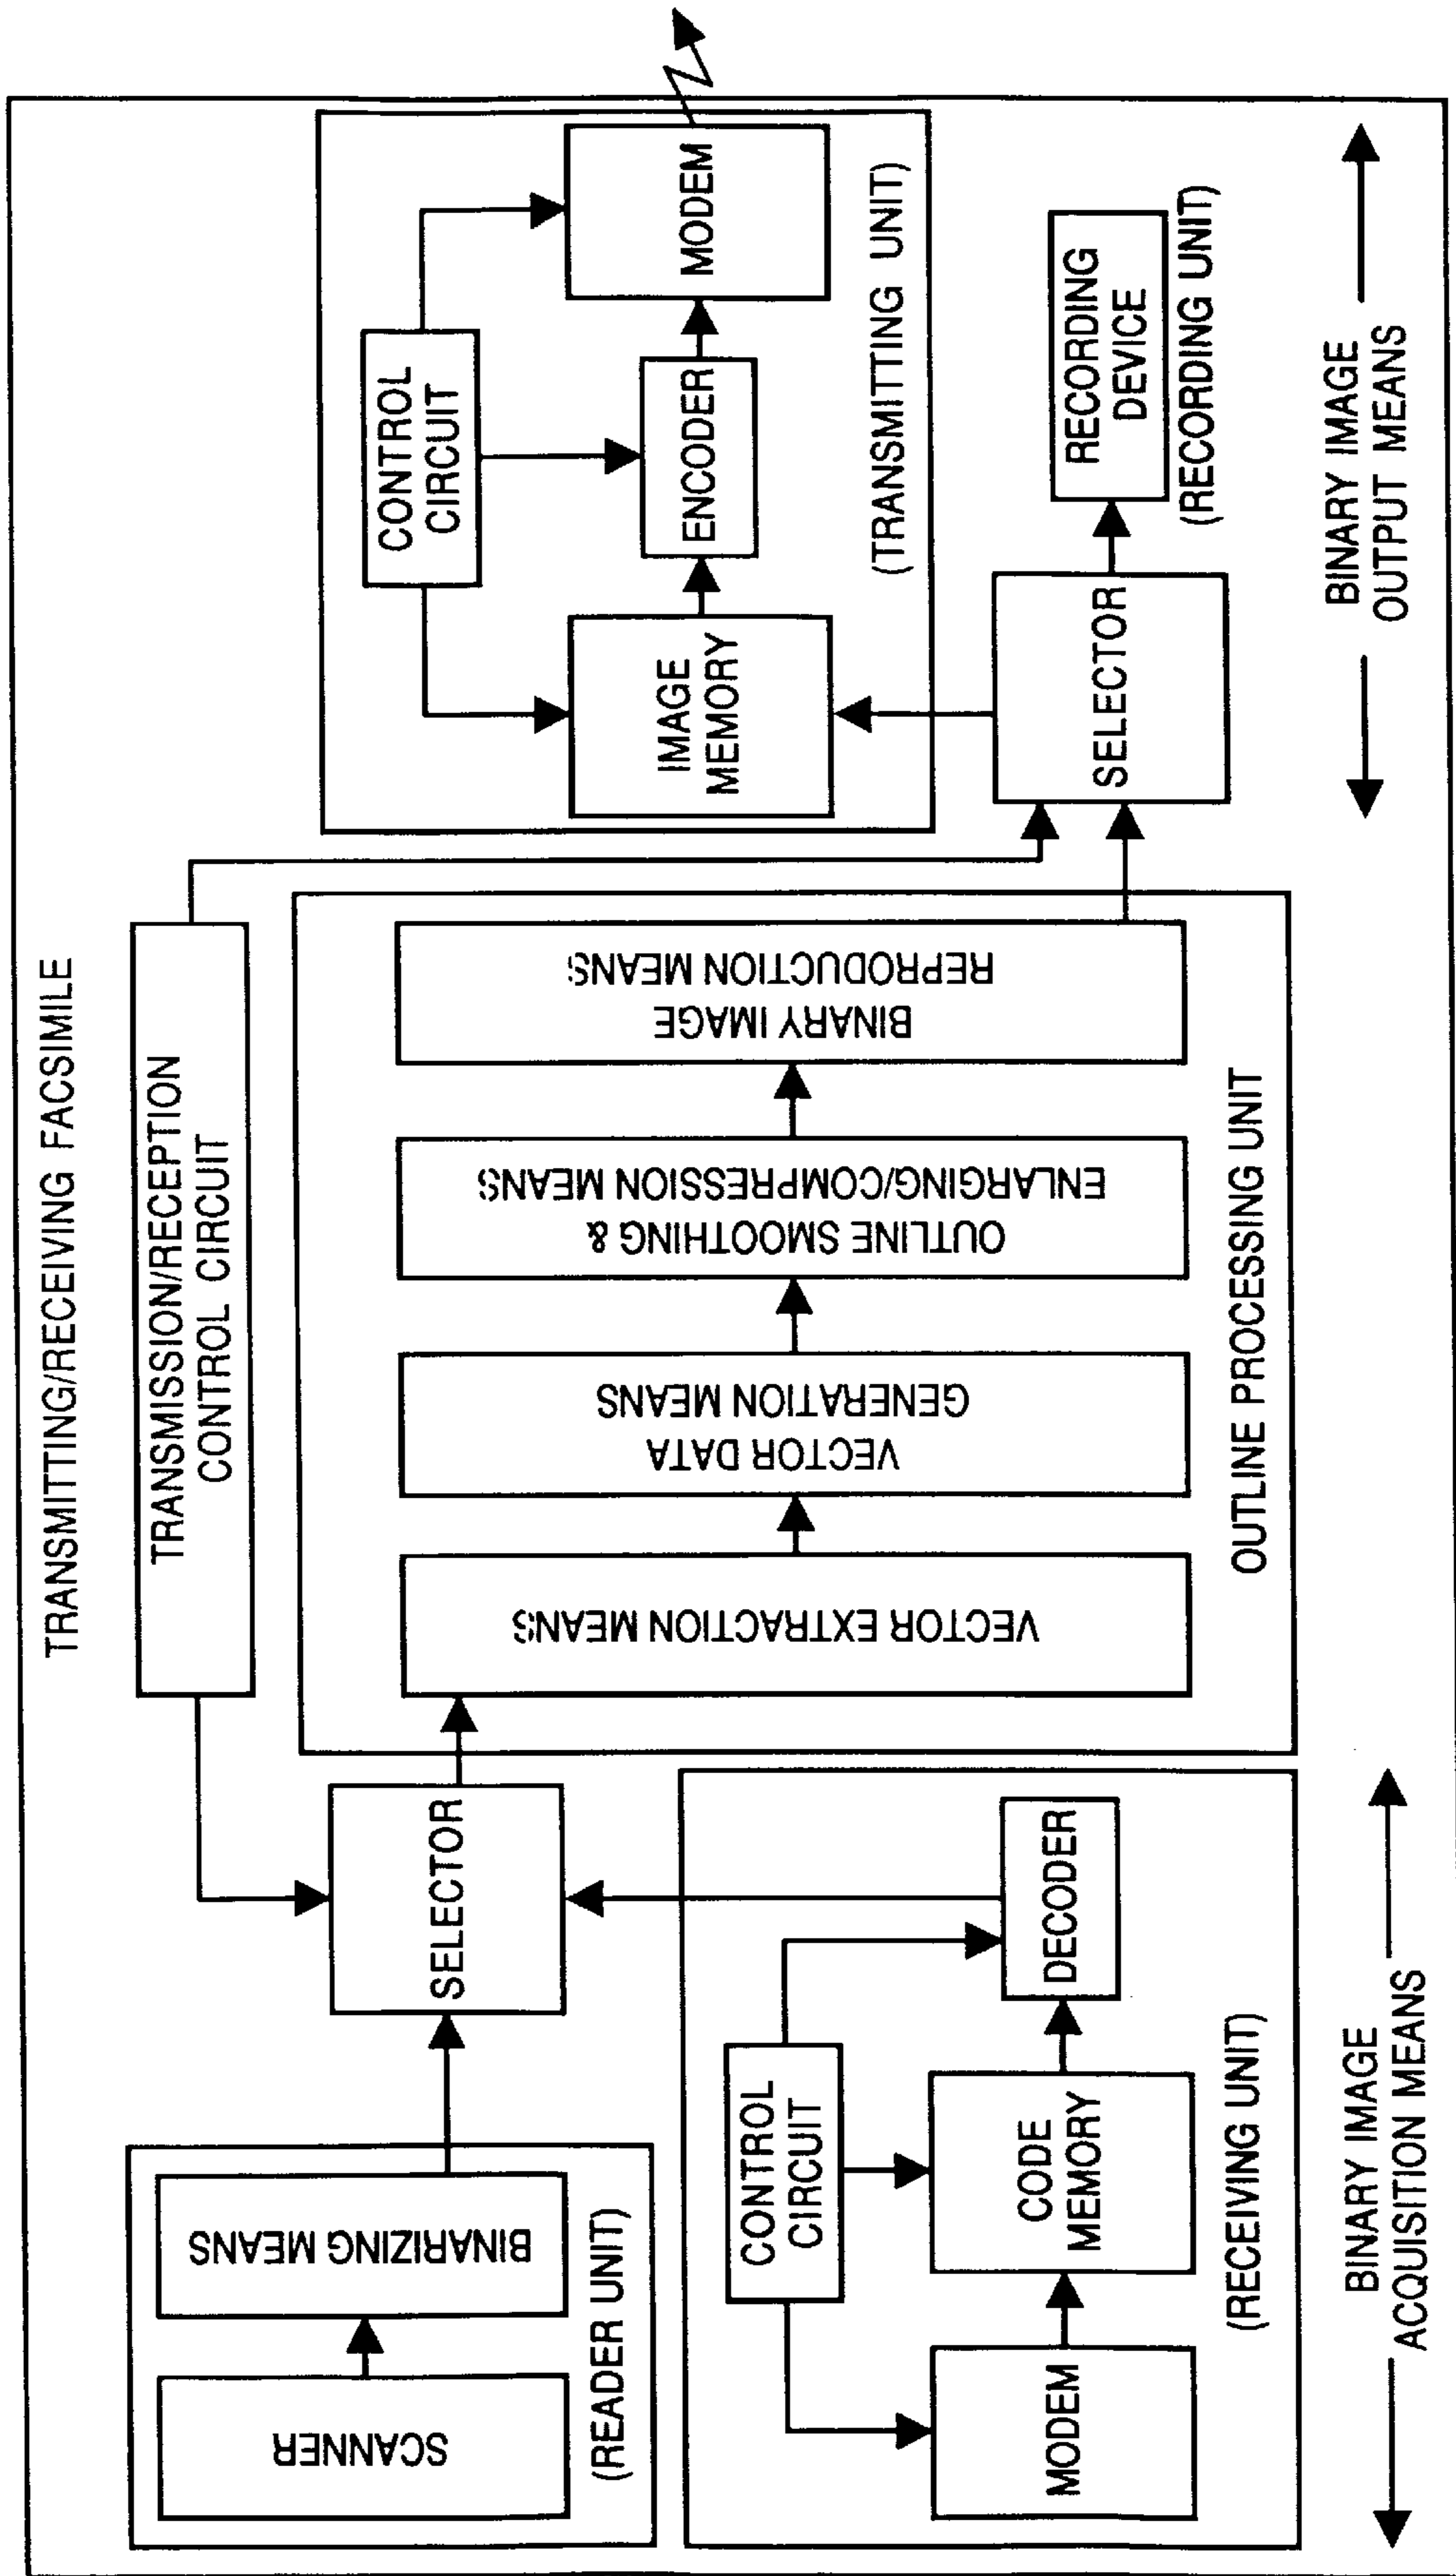 TRANSMITTING/RECEIVING FACSIMILE
TRANSMISSION/RECEPTION
CONTROL CIRCUIT
SCANNER
BINARIZING MEANS
(READER UNIT)
SELECTOR
CONTROL
CIRCUIT
MODEM
CODE
MEMORY
DECODER
(RECEIVING UNIT)
BINARY IMAGE
ACQUISITION MEANS
VECTOR EXTRACTION MEANS
VECTOR DATA
GENERATION MEANS
OUTLINE SMOOTHING &
ENLARGING/COMPRESSION MEANS
BINARY IMAGE
REPRODUCTION MEANS
OUTLINE PROCESSING UNIT
CONTROL
CIRCUIT
IMAGE
MEMORY
ENCODER
MODEM
(TRANSMITTING UNIT)
SELECTOR
RECORDING
DEVICE
(RECORDING UNIT)
BINARY IMAGE
OUTPUT MEANS